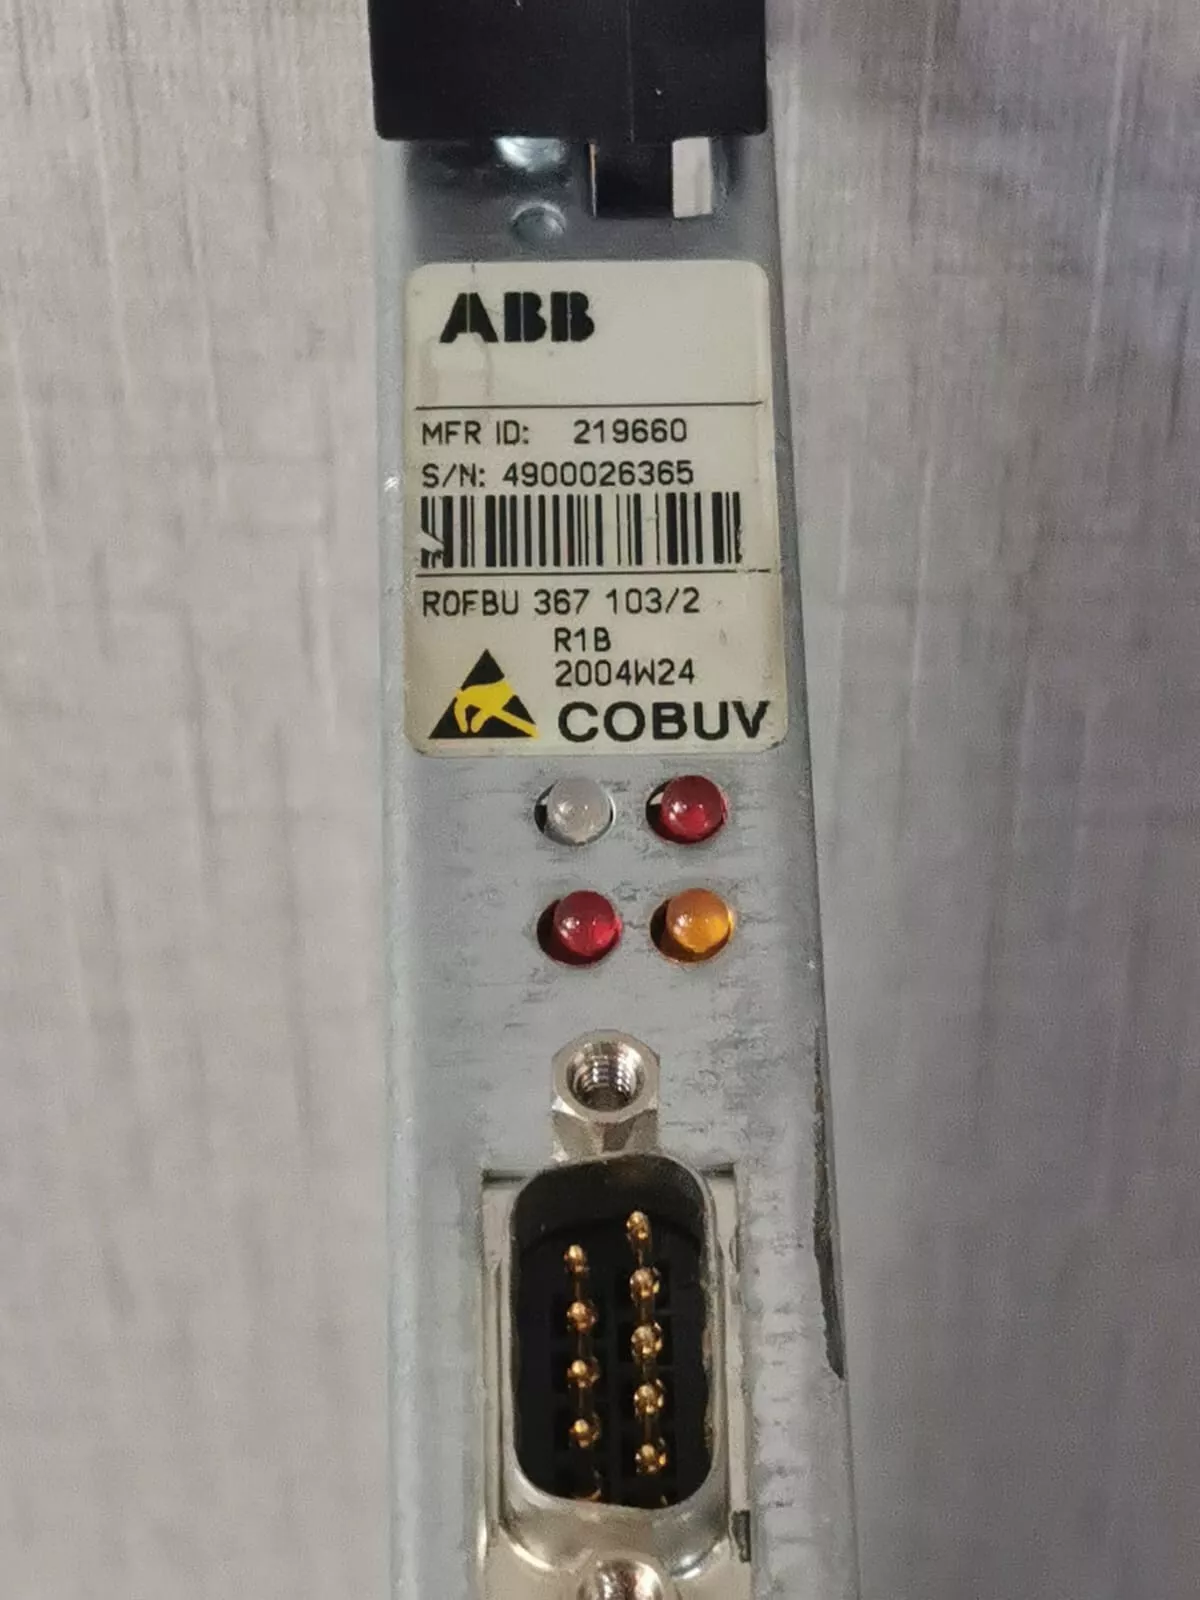 ABB
MFR ID: 219660
S/N: 4900026365
ROFBU 367 103/2
R1B
2004W24
COBUV